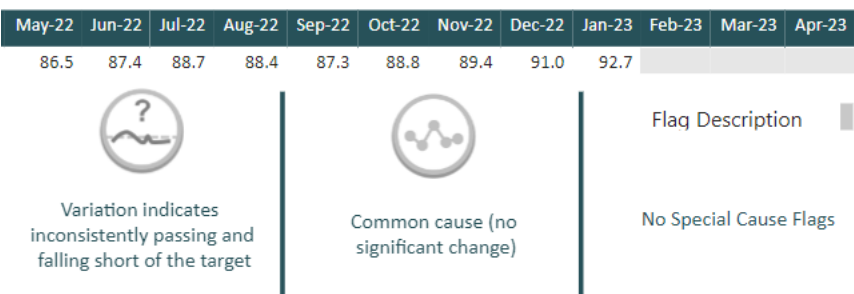 May-22 Jun-22 Jul-22 Aug-22 Sep-22 Oct-22 Nov-22 Dec-22 Jan-23 Feb-23 Mar-23 Apr-23
86.5 87.4 88.7 88.4 87.3 88.8 89.4 91.0 92.7
?
Variation indicates
inconsistently passing and
falling short of the target
Common cause (no
significant change)
Flag Description
No Special Cause Flags